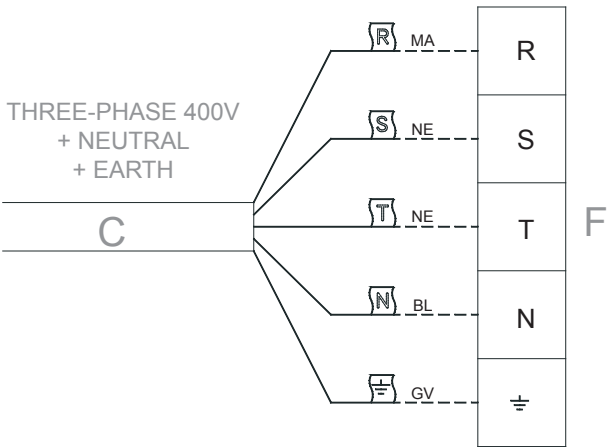 THREE-PHASE 400V
+ NEUTRAL
+ EARTH
C
R MA R
S NE S
T NE T
N BL N
GV
F